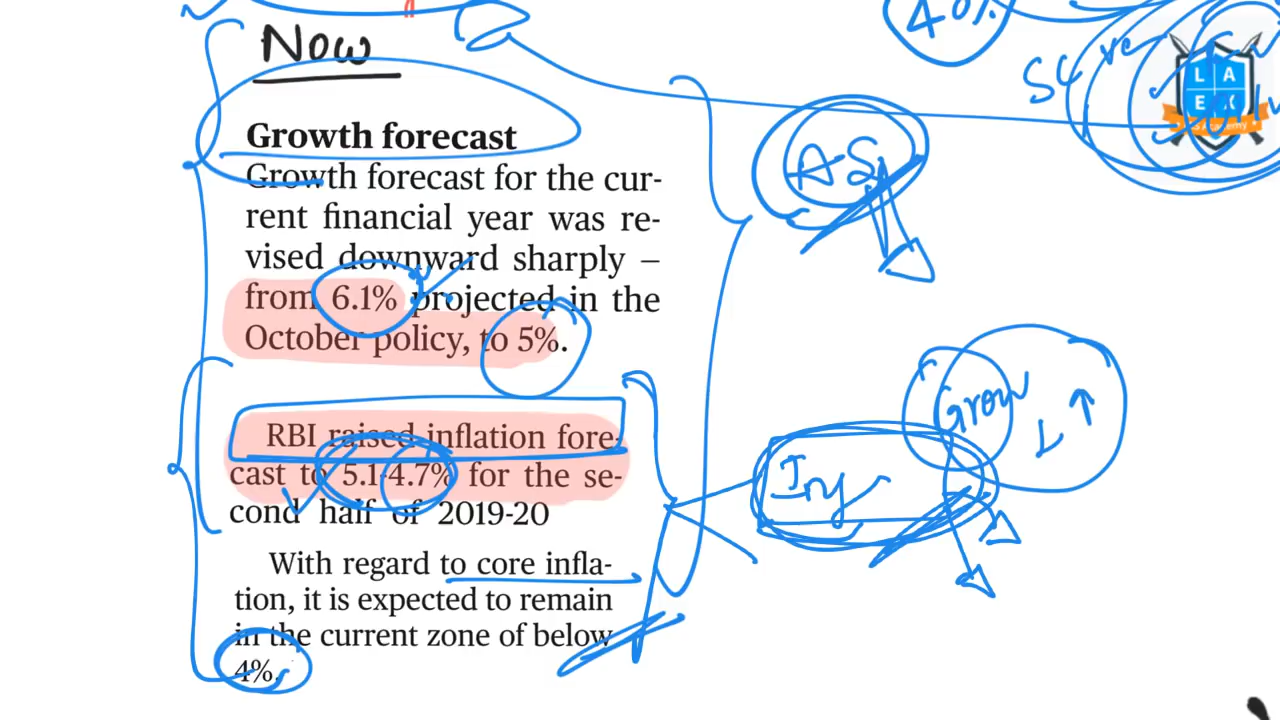 40%
Now
L A
E X
Growth forecast
Growth forecast for the cur-
rent financial year was re-
vised downward sharply –
from 6.1% projected in the
October policy, to 5%.
AS
Grow
RBI raised inflation fore-
cast to 5.1-4.7% for the se-
cond half of 2019-20
With regard to core infla-
tion, it is expected to remain
in the current zone of below
4%.